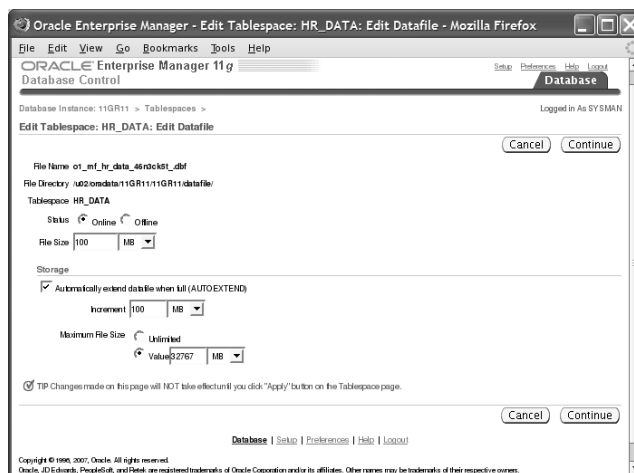 Oracle Enterprise Manager - Edit Tablespace: HR_DATA: Edit Datafile - Mozilla Firefox
File Edit View Go Bookmarks Tools Help
ORACLE Enterprise Manager 11g
Database Control
Setup Preferences Help Logout
Database
Database Instance: 11GR11 > Tablespaces >
Logged in As SYSMAN
Edit Tablespace: HR_DATA: Edit Datafile
Cancel Continue
File Name o1_mf_hr_data_46n3ck5t_.dbf
File Directory /u02/oradata/11GR11/11GR11/datafile/
Tablespace HR_DATA
Status Online Offline
File Size 100 MB
Storage
Automatically extend datafile when full (AUTOEXTEND)
Increment 100 MB
Maximum File Size Unlimited
Value 32767 MB
TIP Changes made on this page will NOT take effect until you click "Apply" button on the Tablespace page.
Cancel Continue
Database | Setup | Preferences | Help | Logout
Copyright © 1996, 2007, Oracle. All rights reserved.
Oracle, JD Edwards, PeopleSoft, and Retek are registered trademarks of Oracle Corporation and/or its affiliates. Other names may be trademarks of their respective owners.